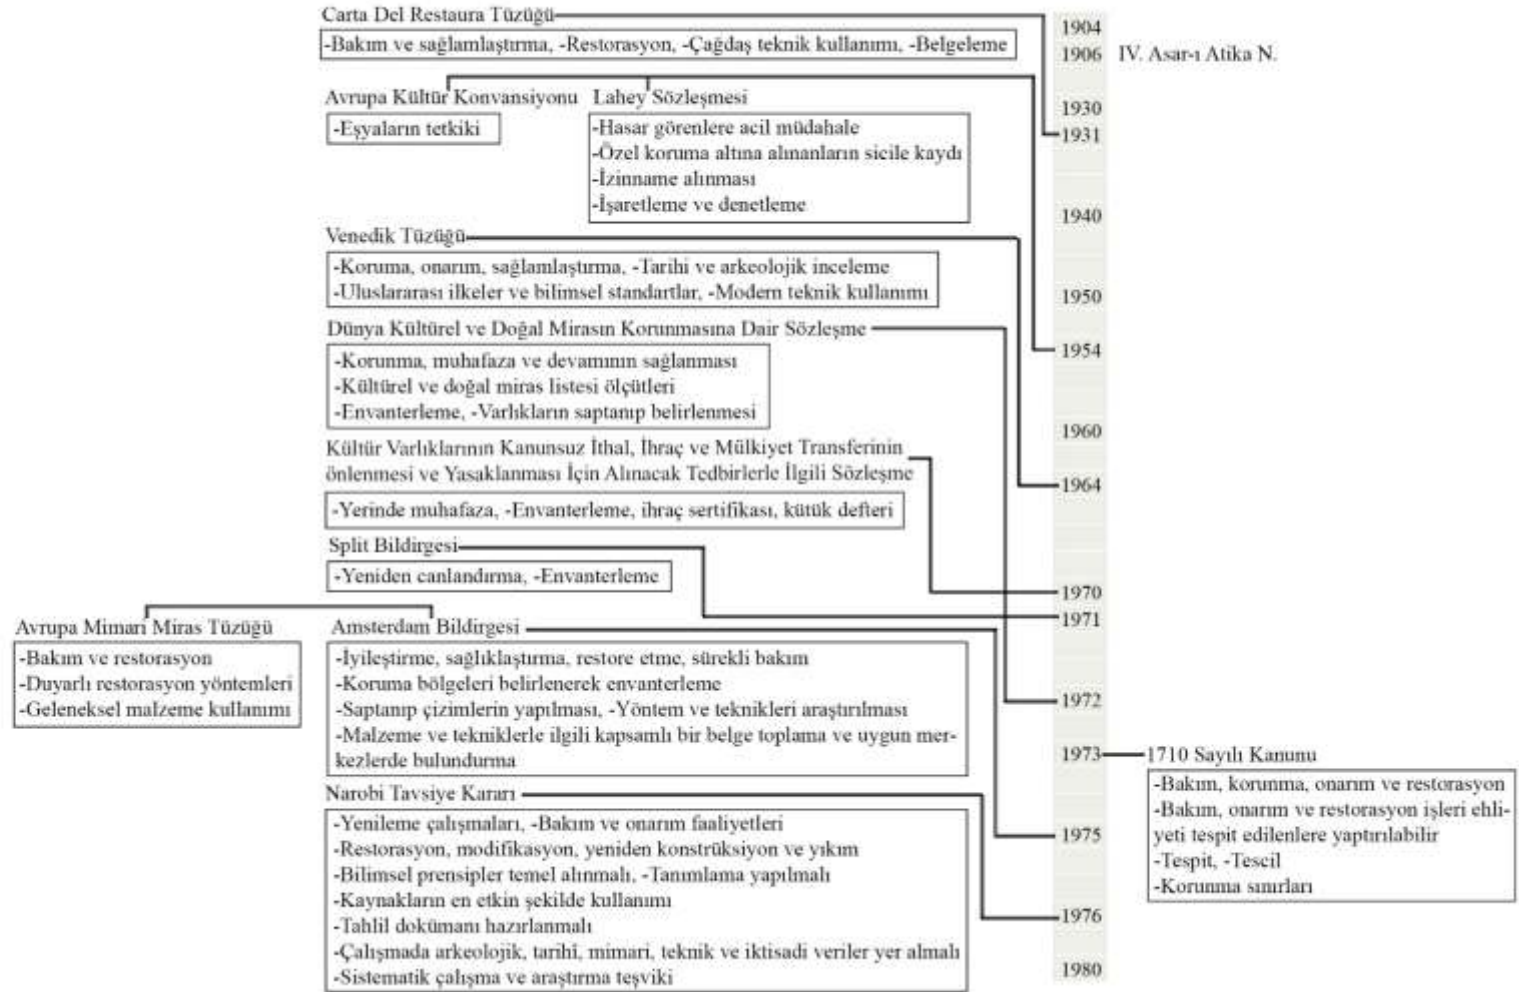 Carta Del Restaura Tüzüğü
-Bakım ve sağlamlaştırma, -Restorasyon, -Çağdaş teknik kullanımı, -Belgeleme
Avrupa Kültür Konvansiyonu
-Eşyaların tetkiki
Lahey Sözleşmesi
-Hasar görenlere acil müdahale
-Özel koruma altına alınanların sicile kaydı
-İzinname alınması
-İşaretleme ve denetleme
Venedik Tüzüğü
-Koruma, onarım, sağlamlaştırma, -Tarihi ve arkeolojik inceleme
-Uluslararası ilkeler ve bilimsel standartlar, -Modern teknik kullanımı
Dünya Kültürel ve Doğal Mirasın Korunmasına Dair Sözleşme
-Korunma, muhafaza ve devamının sağlanması
-Kültürel ve doğal miras listesi ölçütleri
-Envanterleme, -Varlıkların saptanıp belirlenmesi
Kültür Varlıklarının Kanunsuz İthal, İhraç ve Mülkiyet Transferinin
önlenmesi ve Yasaklanması İçin Alınacak Tedbirlerle İlgili Sözleşme
-Yerinde muhafaza, -Envanterleme, ihraç sertifikası, kütük defteri
Split Bildirgesi
-Yeniden canlandırma, -Envanterleme
Avrupa Mimari Miras Tüzüğü
-Bakım ve restorasyon
-Duyarlı restorasyon yöntemleri
-Geleneksel malzeme kullanımı
Amsterdam Bildirgesi
-İyileştirme, sağlıklaştırma, restore etme, sürekli bakım
-Koruma bölgeleri belirlenerek envanterleme
-Saptanıp çizimlerin yapılması, -Yöntem ve teknikleri araştırılması
-Malzeme ve tekniklerle ilgili kapsamlı bir belge toplama ve uygun mer-
kezlerde bulundurma
Narobi Tavsiye Kararı
-Yenileme çalışmaları, -Bakım ve onarım faaliyetleri
-Restorasyon, modifikasyon, yeniden konstrüksiyon ve yıkım
-Bilimsel prensipler temel alınmalı, -Tanımlama yapılmalı
-Kaynakların en etkin şekilde kullanımı
-Tahlil dokümanı hazırlanmalı
-Çalışmada arkeolojik, tarihî, mimari, teknik ve iktisadi veriler yer almalı
-Sistematik çalışma ve araştırma teşviki
1904
1906
1930
1931
1940
1950
1954
1960
1964
1970
1971
1972
1973
1975
1976
1980
IV. Asar-ı Atika N.
1710 Sayılı Kanunu
-Bakım, korunma, onarım ve restorasyon
-Bakım, onarım ve restorasyon işleri ehli-
yeti tespit edilenlere yaptırılabilir
-Tespit, -Tescil
-Korunma sınırları